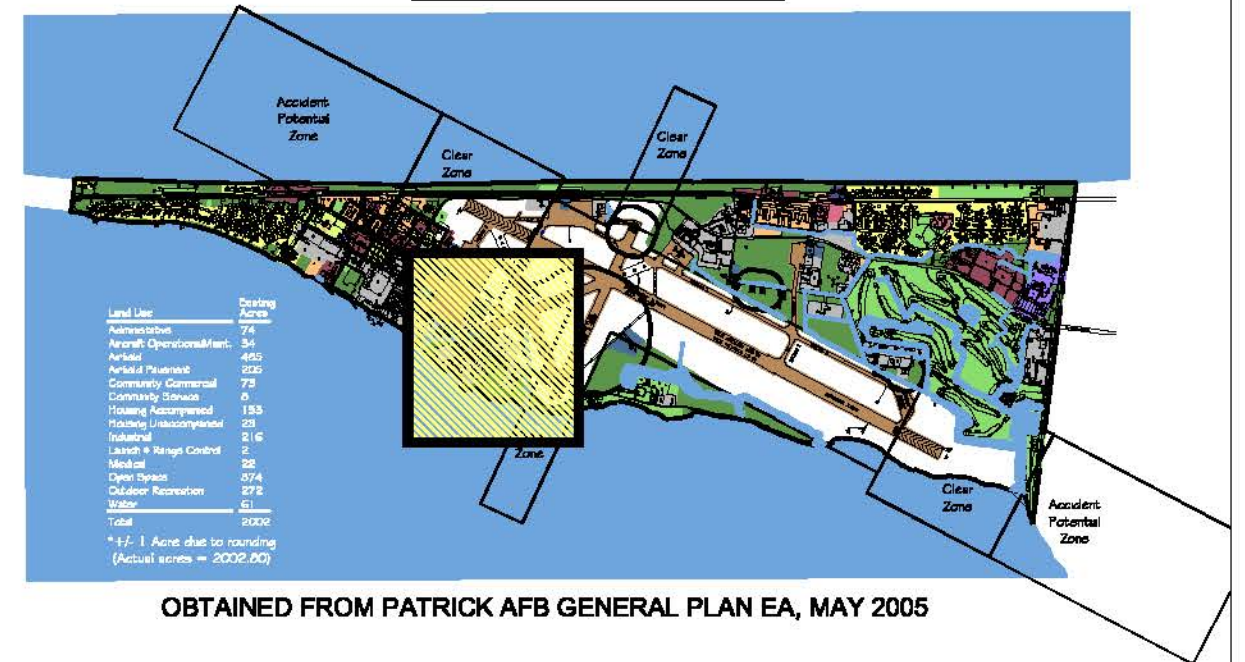 Accident
Potential
Zone
Clear
Zone
Clear
Zone
Land Use Existing
Acres
Administrative 74
Aircraft Operations/Maint. 34
Airfield 465
Airfield Pavement 205
Community Commercial 73
Community Service 8
Housing Accompanied 153
Housing Unaccompanied 23
Industrial 216
Launch & Range Control 2
Medical 22
Open Space 374
Outdoor Recreation 272
Water 61
Total 2002
*+/- 1 Acre due to rounding
(Actual acres = 2002.80)
Zone
Clear
Zone
Accident
Potential
Zone
OBTAINED FROM PATRICK AFB GENERAL PLAN EA, MAY 2005